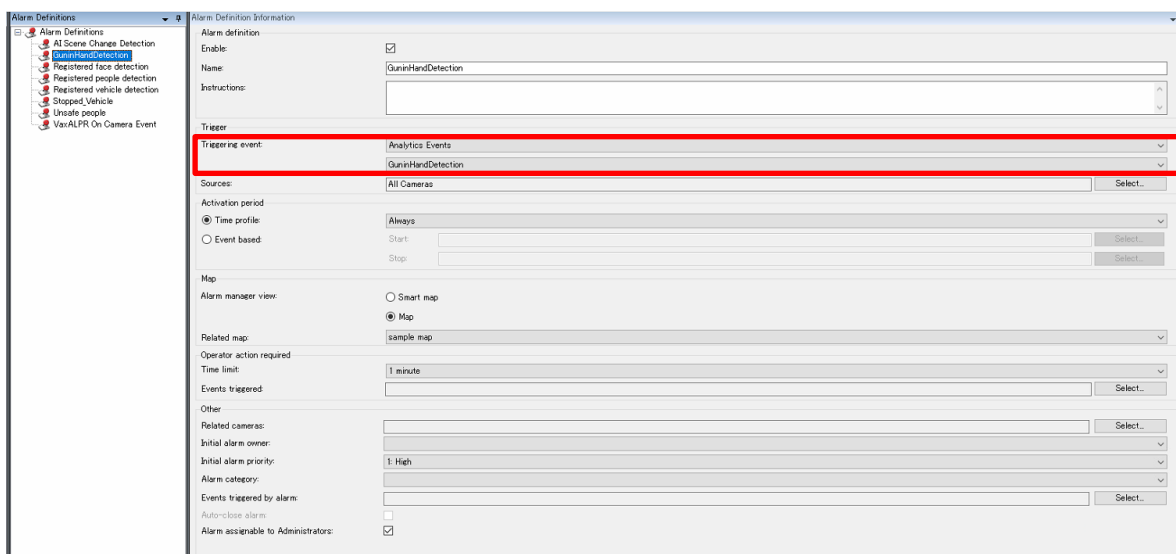 Alarm Definitions
Alarm Definitions
AI Scene Change Detection
GuninHandDetection
Registered face detection
Registered people detection
Registered vehicle detection
Stopped_Vehicle
Unsafe people
VaxALPR On Camera Event
Alarm Definition Information
Alarm definition
Enable:
Name: GuninHandDetection
Instructions:
Trigger
Triggering event: Analytics Events
GuninHandDetection
Sources: All Cameras Select...
Activation period
Time profile: Always
Event based: Start: Select...
Stop: Select...
Map
Alarm manager view: Smart map
Map
Related map: sample map
Operator action required
Time limit: 1 minute
Events triggered: Select...
Other
Related cameras: Select...
Initial alarm owner:
Initial alarm priority: 1: High
Alarm category:
Events triggered by alarm: Select...
Auto-close alarm:
Alarm assignable to Administrators: